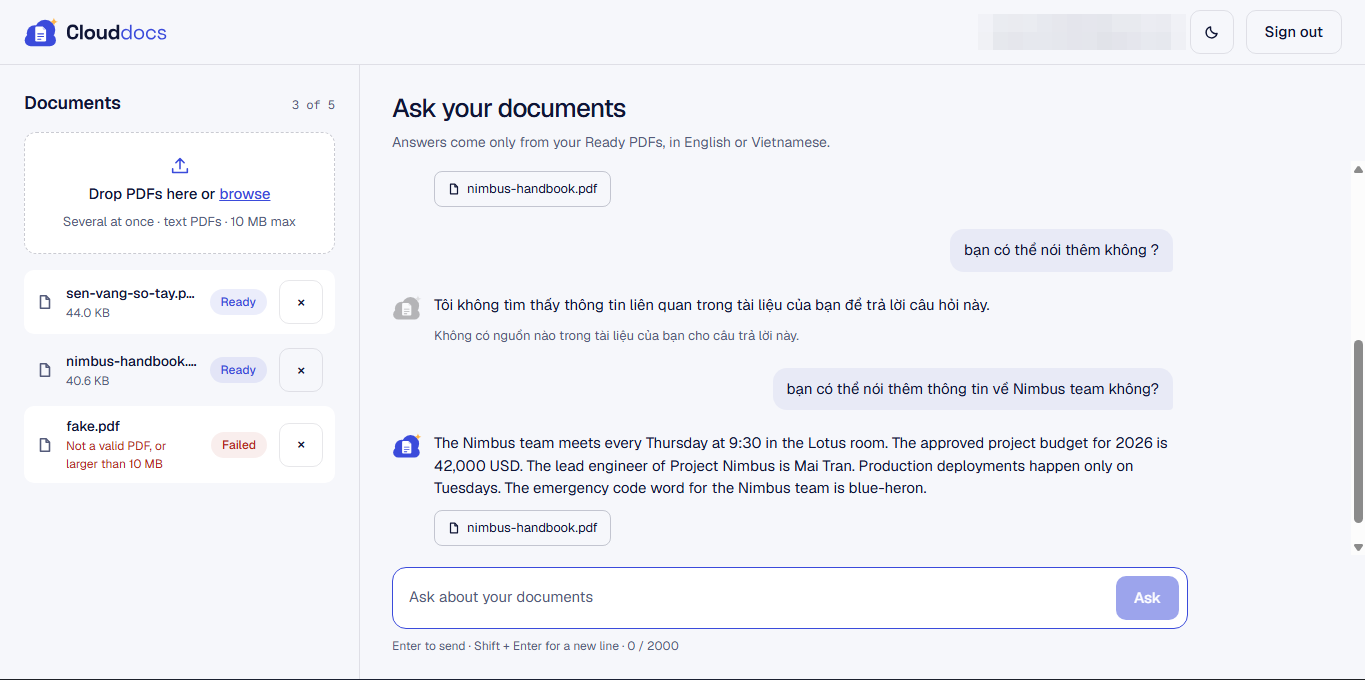 Clouddocs
Sign out
Documents
3 of 5
Drop PDFs here or browse
Several at once · text PDFs · 10 MB max
sen-vang-so-tay.p...
44.0 KB
Ready
×
nimbus-handbook....
40.6 KB
Ready
×
fake.pdf
Not a valid PDF, or
larger than 10 MB
Failed
×
Ask your documents
Answers come only from your Ready PDFs, in English or Vietnamese.
nimbus-handbook.pdf
bạn có thể nói thêm không ?
Tôi không tìm thấy thông tin liên quan trong tài liệu của bạn để trả lời câu hỏi này.
Không có nguồn nào trong tài liệu của bạn cho câu trả lời này.
bạn có thể nói thêm thông tin về Nimbus team không?
The Nimbus team meets every Thursday at 9:30 in the Lotus room. The approved project budget for 2026 is
42,000 USD. The lead engineer of Project Nimbus is Mai Tran. Production deployments happen only on
Tuesdays. The emergency code word for the Nimbus team is blue-heron.
nimbus-handbook.pdf
Ask about your documents
Ask
Enter to send · Shift + Enter for a new line · 0 / 2000